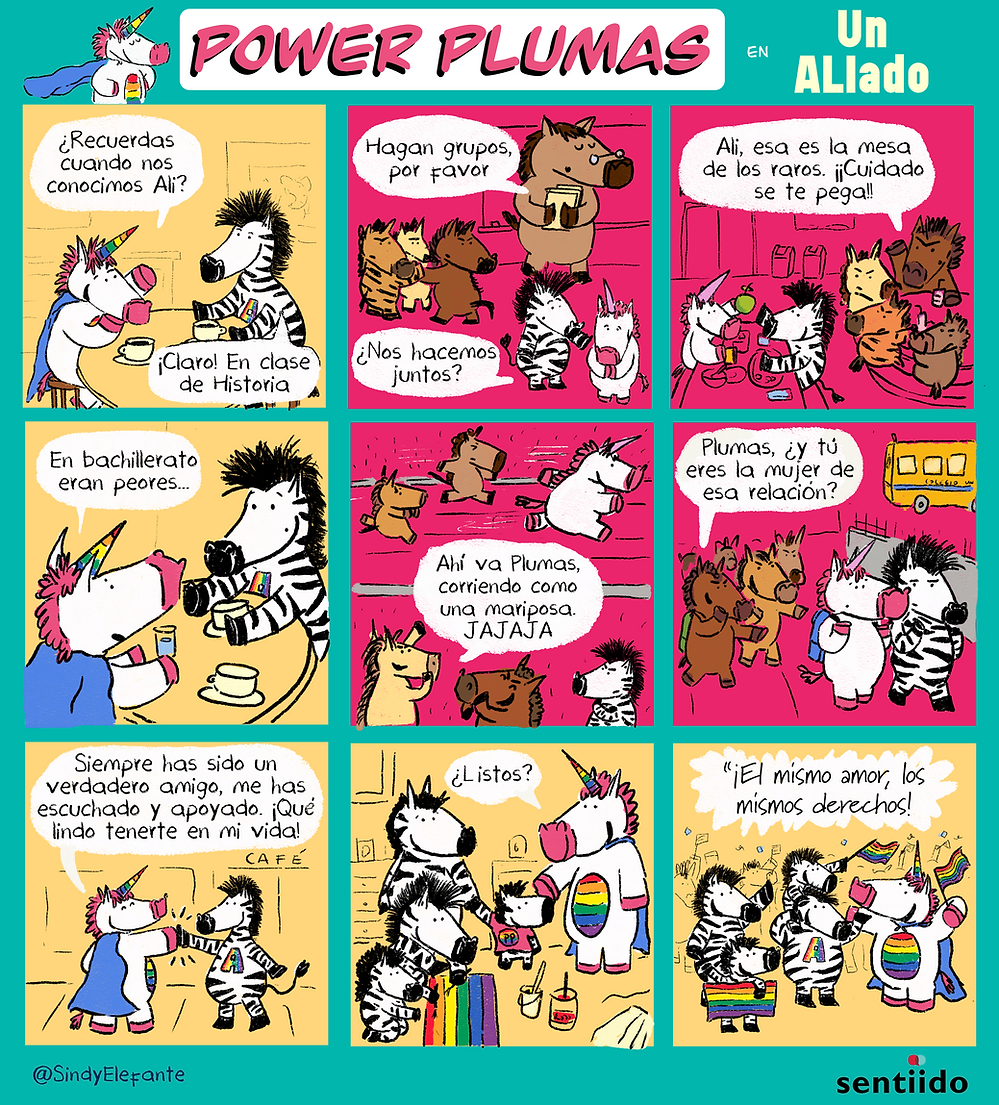 POWER PLUMAS
EN
Un
ALIado
¿Recuerdas
cuando nos
conocimos Ali?
¡Claro! En clase
de Historia
Hagan grupos,
por favor
¿Nos hacemos
juntos?
Ali, esa es la mesa
de los raros. ¡¡Cuidado
se te pega!!
En bachillerato
eran peores...
Ahí va Plumas,
corriendo como
una mariposa.
JAJAJA
Plumas, ¿y tú
eres la mujer de
esa relación?
COLEGIO
Siempre has sido un
verdadero amigo, me has
escuchado y apoyado. ¡Qué
lindo tenerte en mi vida!
CAFÉ
A
¿Listos?
PP
"¡El mismo amor, los
mismos derechos!
A
@SindyElefante
sentiido